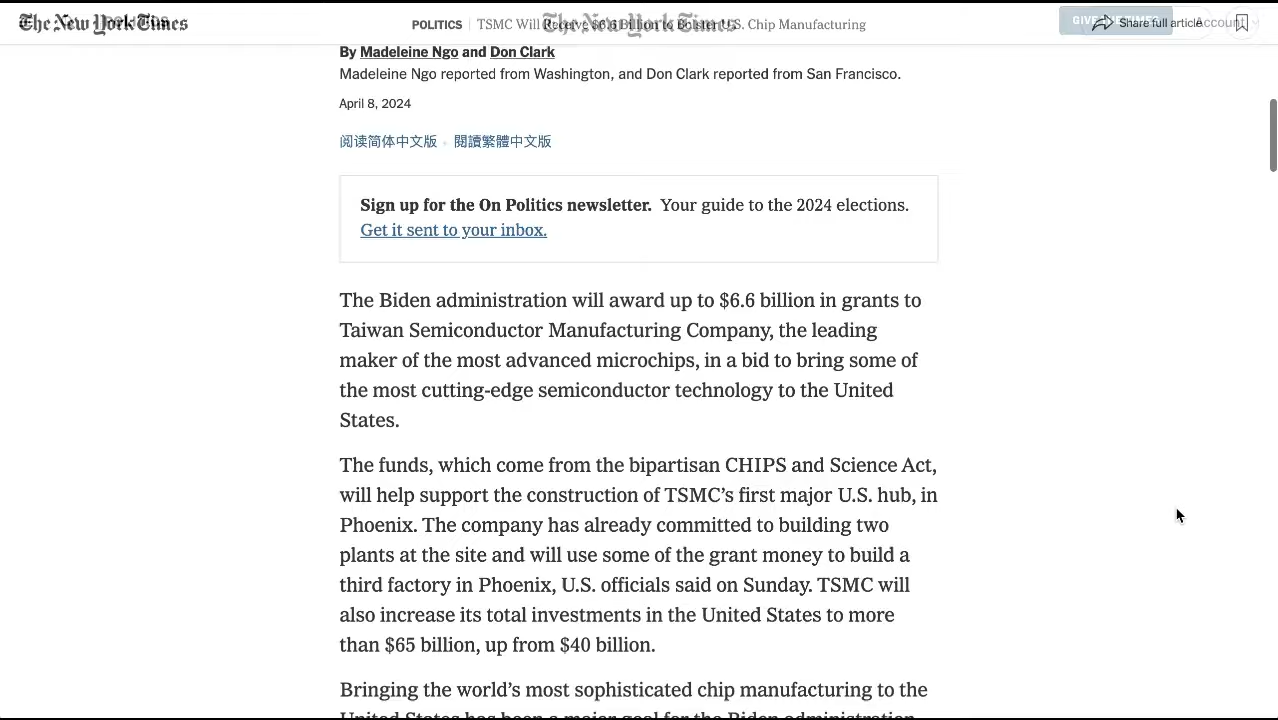 The New York Times
POLITICS TSMC Will Receive $6.6 Billion to Bolster U.S. Chip Manufacturing
The New York Times
Share full article
Account
By Madeleine Ngo and Don Clark
Madeleine Ngo reported from Washington, and Don Clark reported from San Francisco.
April 8, 2024
阅读简体中文版 · 閱讀繁體中文版
Sign up for the On Politics newsletter. Your guide to the 2024 elections.
Get it sent to your inbox.
The Biden administration will award up to $6.6 billion in grants to
Taiwan Semiconductor Manufacturing Company, the leading
maker of the most advanced microchips, in a bid to bring some of
the most cutting-edge semiconductor technology to the United
States.
The funds, which come from the bipartisan CHIPS and Science Act,
will help support the construction of TSMC’s first major U.S. hub, in
Phoenix. The company has already committed to building two
plants at the site and will use some of the grant money to build a
third factory in Phoenix, U.S. officials said on Sunday. TSMC will
also increase its total investments in the United States to more
than $65 billion, up from $40 billion.
Bringing the world’s most sophisticated chip manufacturing to the
United States has been a major goal for the Biden administration